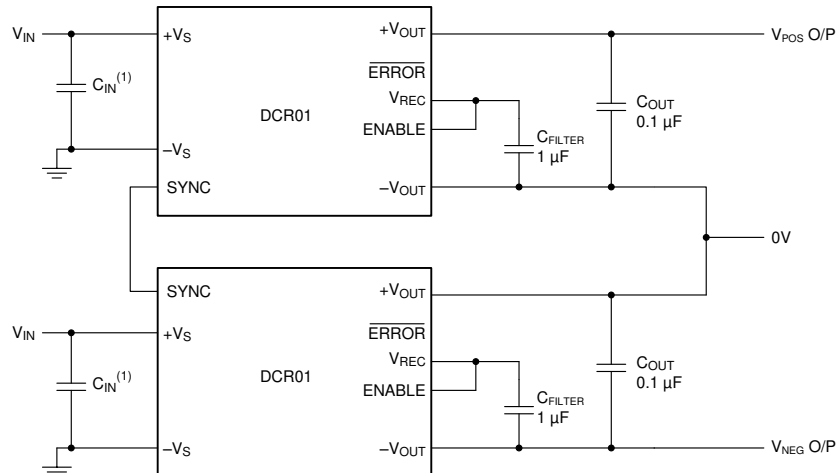 V_IN
+V_S
+V_OUT
V_POS O/P
C_IN^(1)
ERROR
V_REC
DCR01
ENABLE
C_OUT
0.1 µF
C_FILTER
1 µF
–V_S
–V_OUT
SYNC
0V
SYNC
+V_OUT
V_IN
+V_S
ERROR
V_REC
C_OUT
0.1 µF
C_IN^(1)
DCR01
ENABLE
C_FILTER
1 µF
–V_S
–V_OUT
V_NEG O/P